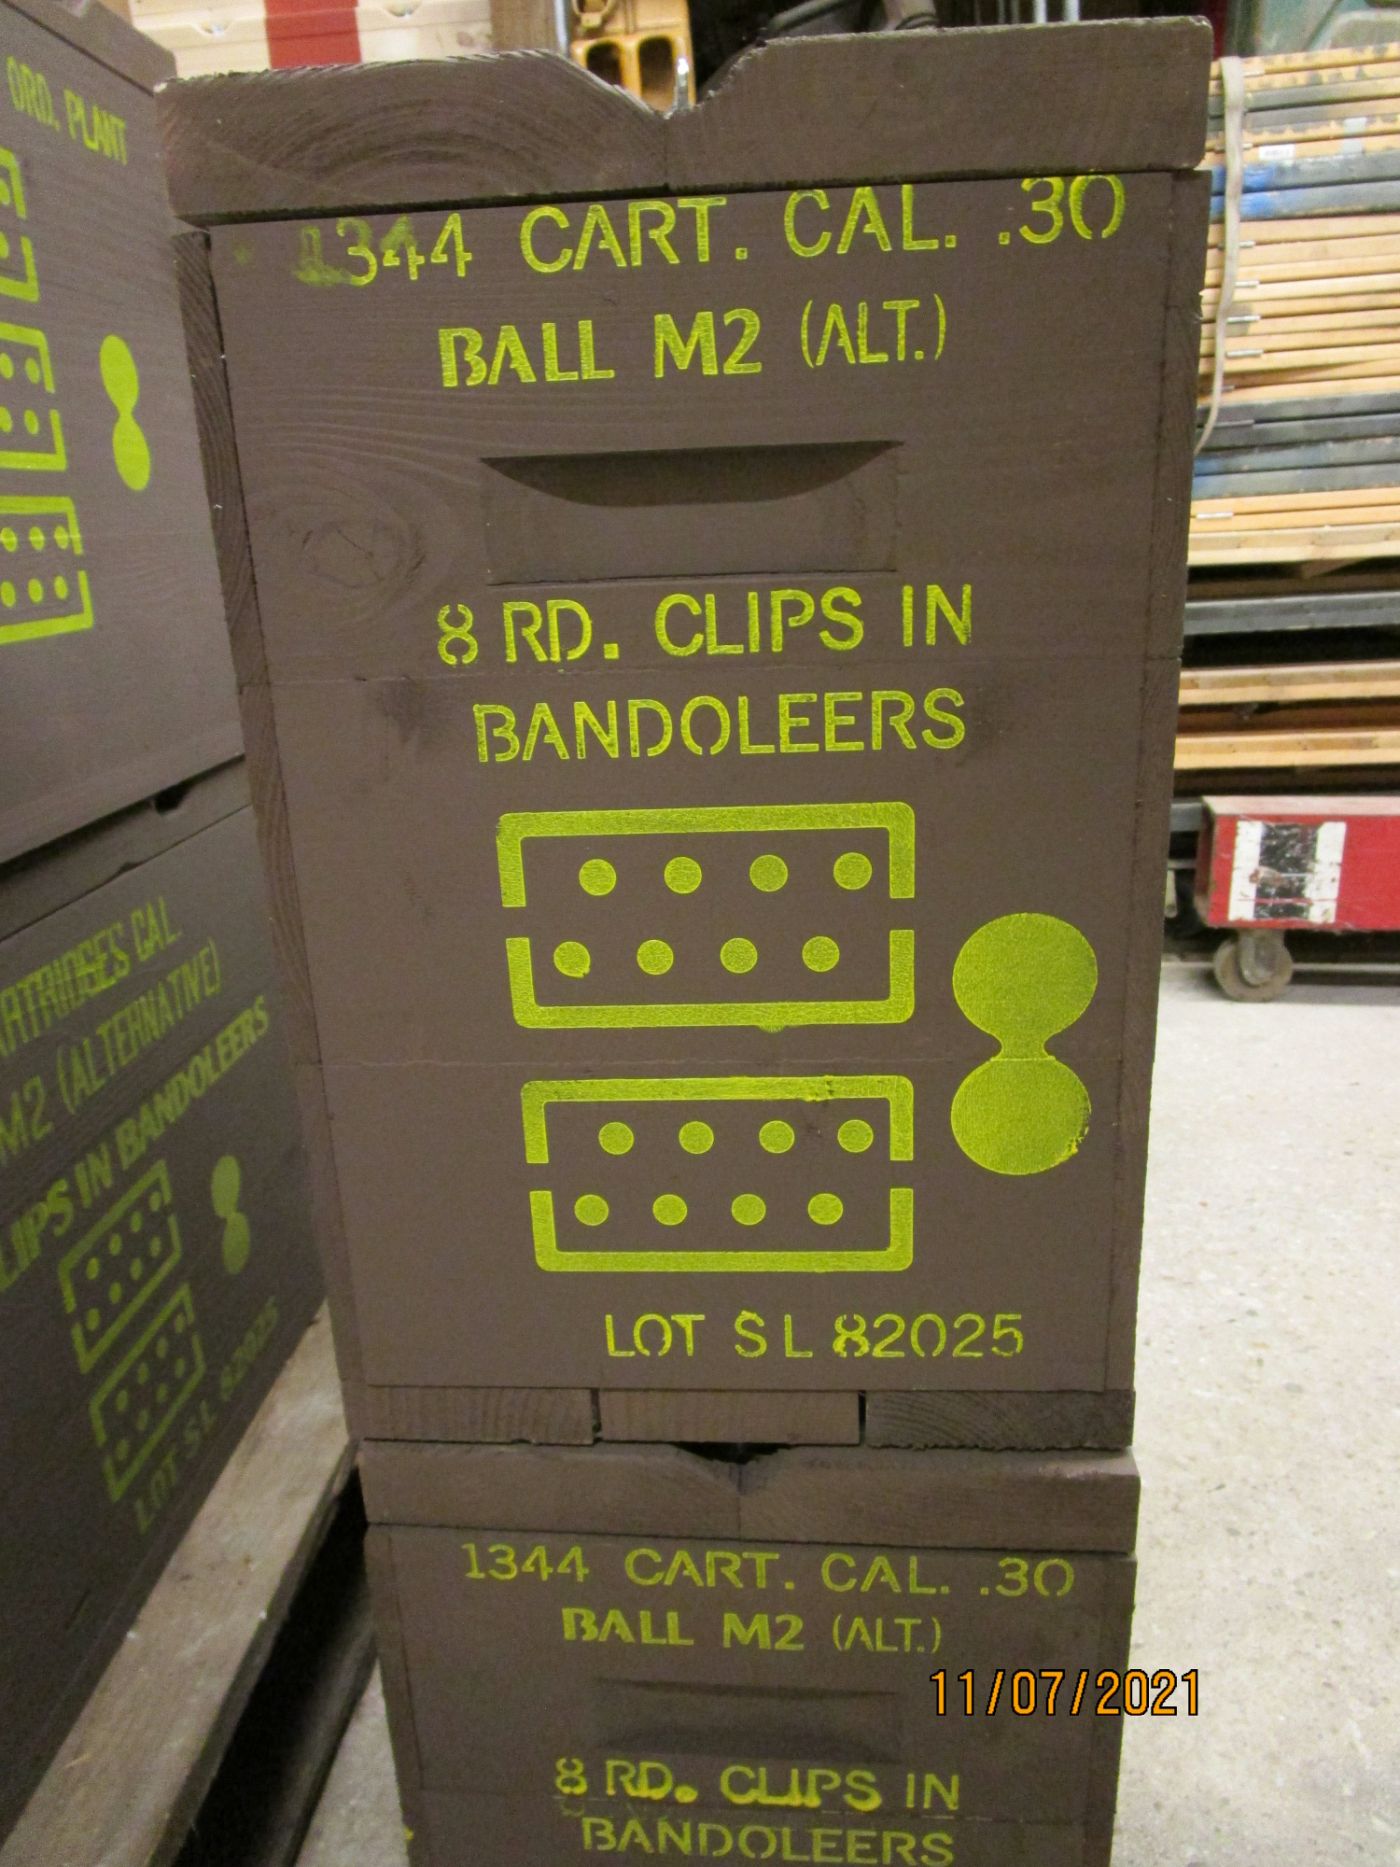 ORD. PLANT
CAL.
M2 (ALTERNATIVE)
CLIPS IN BANDOLEERS
LOT S L 82025
1344 CART. CAL. .30
BALL M2 (ALT.)
8 RD. CLIPS IN
BANDOLEERS
LOT S L 82025
1344 CART. CAL. .30
BALL M2 (ALT.)
11/07/2021
8 RD. CLIPS IN
BANDOLEERS